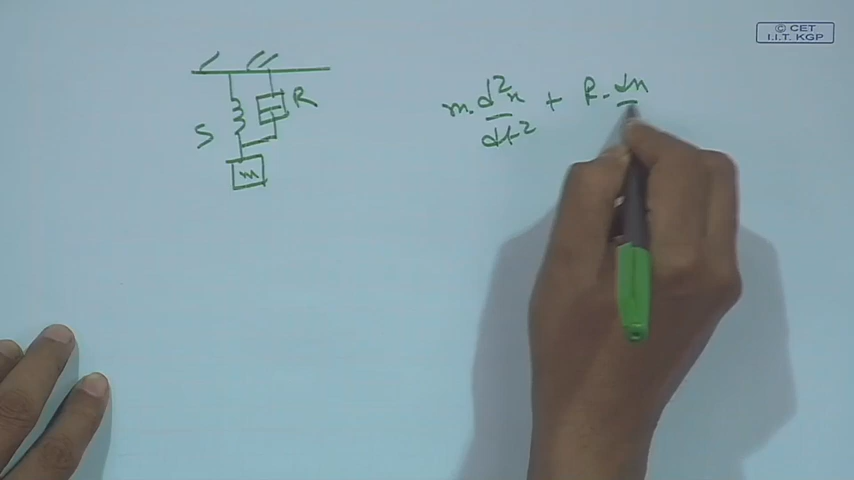 © CET
I.I.T. KGP
R
S
m
m. d²x/dt² + R. dx